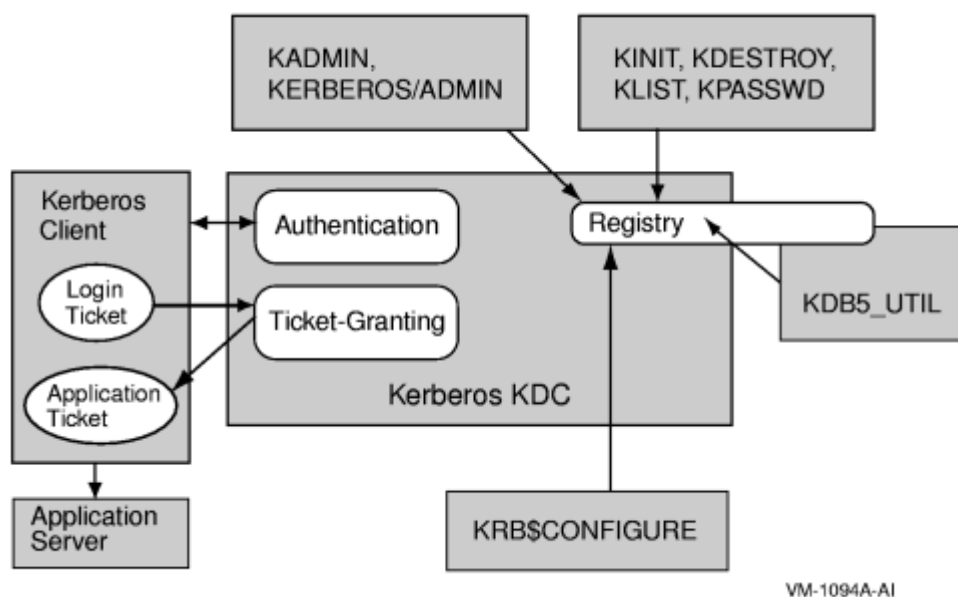 KADMIN,
KERBEROS/ADMIN
KINIT, KDESTROY,
KLIST, KPASSWD
Kerberos
Client
Authentication
Registry
Login
Ticket
Ticket-Granting
KDB5_UTIL
Application
Ticket
Kerberos KDC
Application
Server
KRB$CONFIGURE
VM-1094A-AI